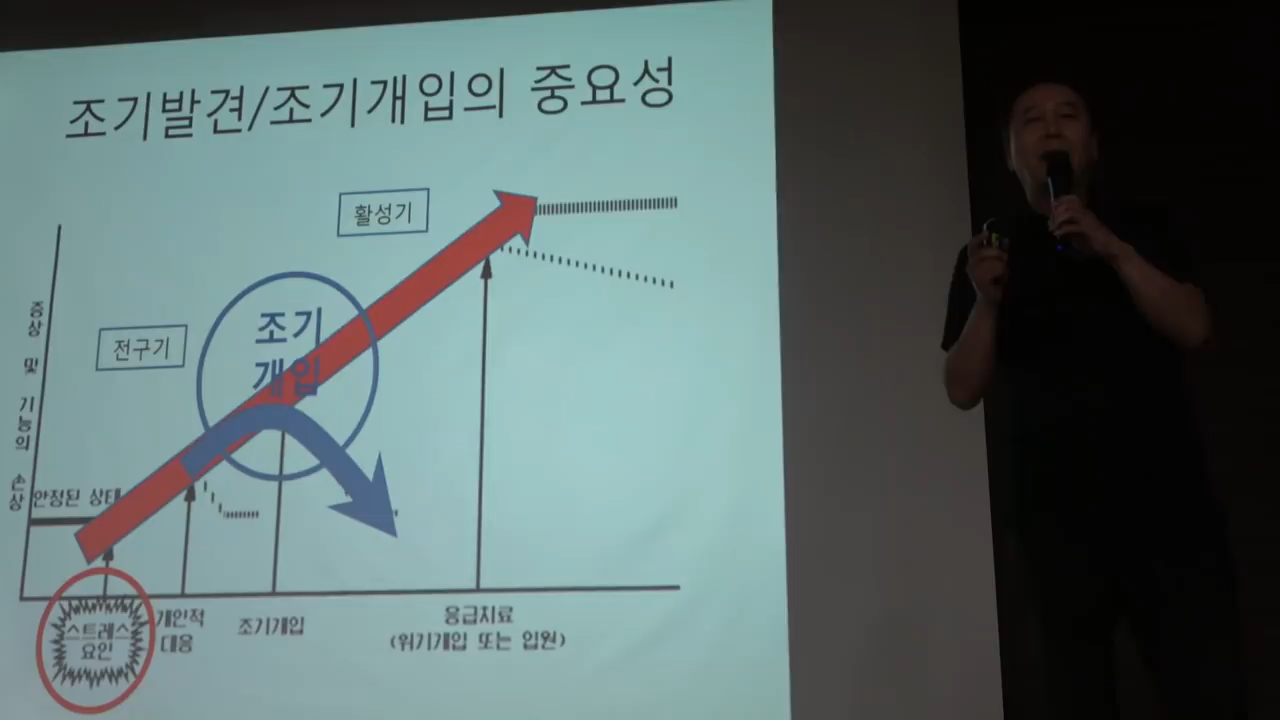 조기발견/조기개입의 중요성
활성기
조기
개입
전구기
증상 및 기능의 손상
안정된 상태
스트레스
요인
개인적
대응
조기개입
응급치료
(위기개입 또는 입원)